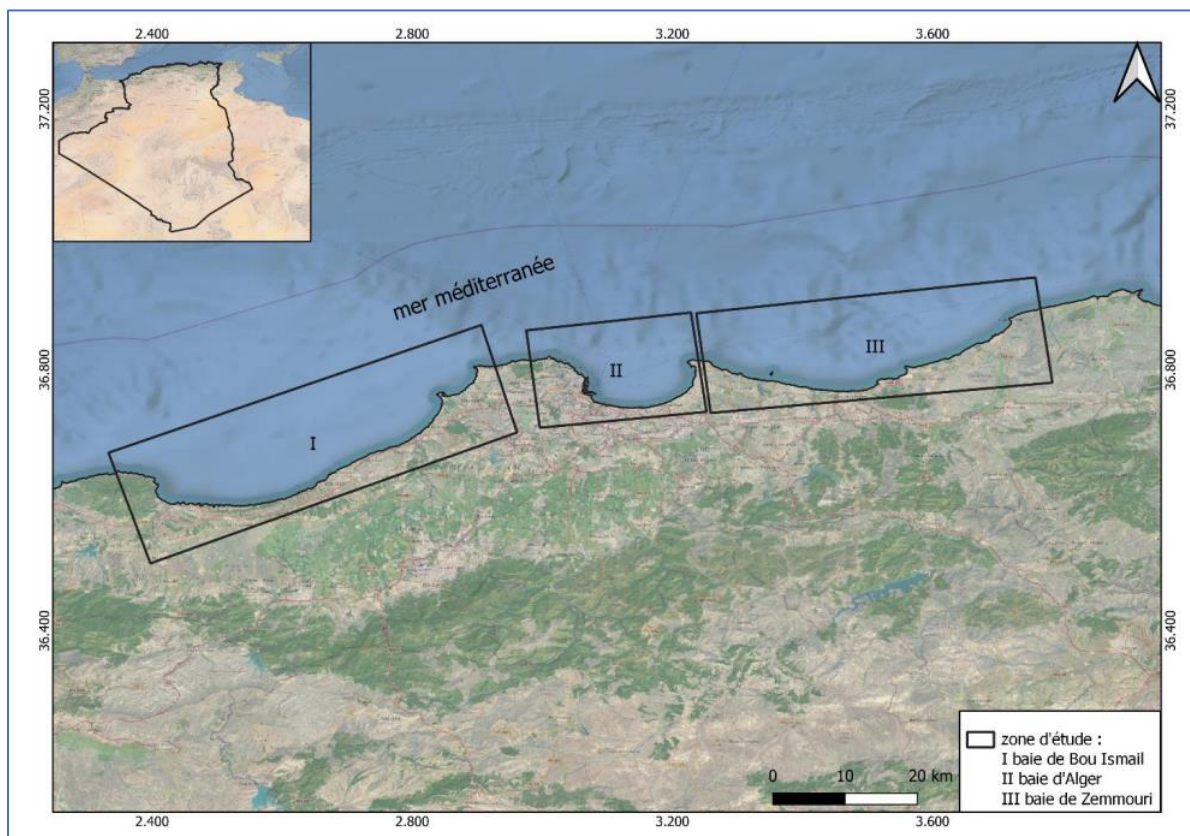 2.400 2.800 3.200 3.600
37.200 37.200
mer méditerranée
36.800 36.800
I
II
III
36.400 36.400
zone d'étude :
I baie de Bou Ismail
II baie d'Alger
III baie de Zemmouri
0 10 20 km
2.400 2.800 3.200 3.600